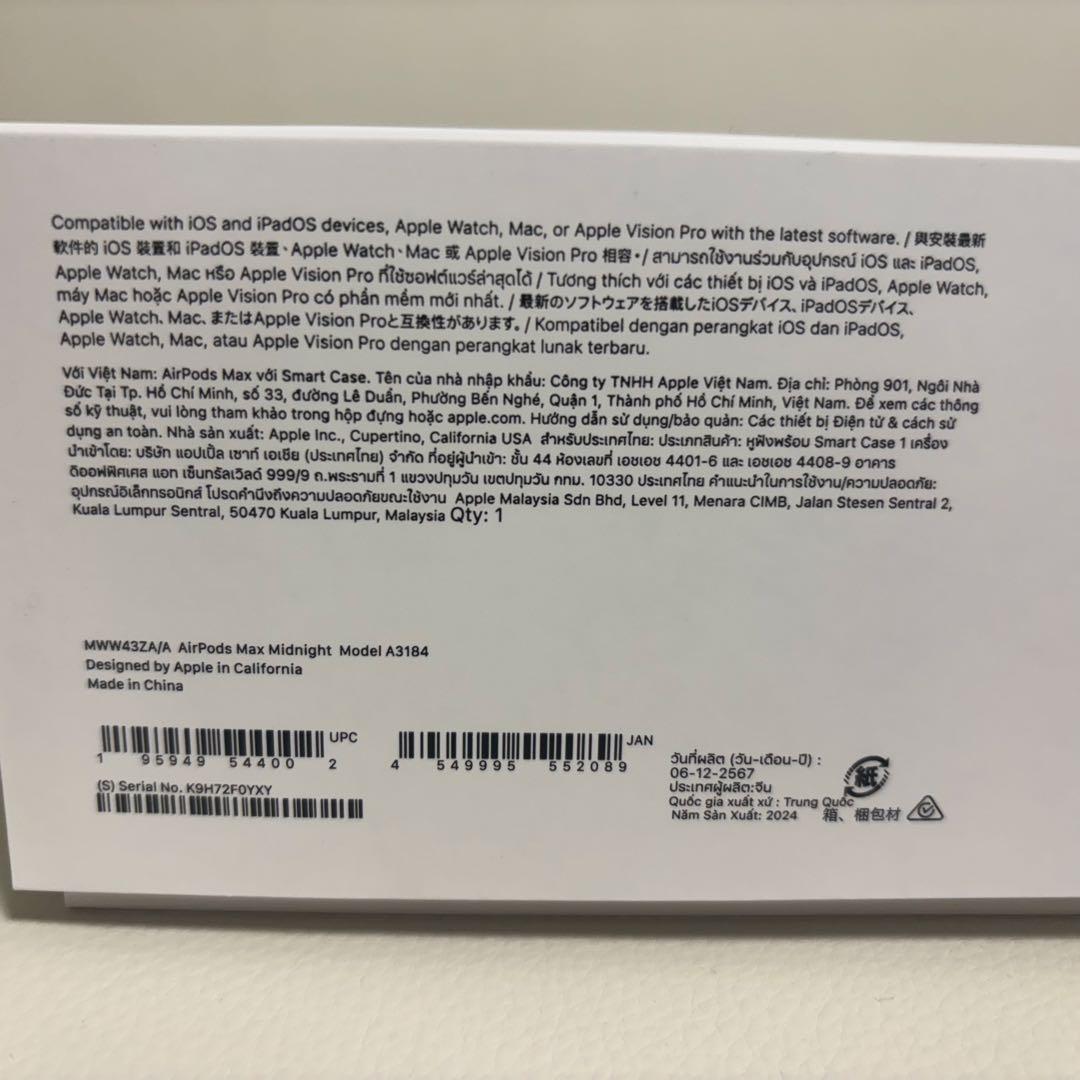 Compatible with iOS and iPadOS devices, Apple Watch, Mac, or Apple Vision Pro with the latest software. / 與安裝最新
軟件的 iOS 裝置和 iPadOS 裝置、Apple Watch、Mac 或 Apple Vision Pro 相容。/ สามารถใช้งานร่วมกับอุปกรณ์ iOS และ iPadOS,
Apple Watch, Mac หรือ Apple Vision Pro ที่ใช้ซอฟต์แวร์ล่าสุดได้ / Tương thích với các thiết bị iOS và iPadOS, Apple Watch,
máy Mac hoặc Apple Vision Pro có phần mềm mới nhất. / 最新のソフトウェアを搭載したiOSデバイス、iPadOSデバイス、
Apple Watch、Mac、またはApple Vision Proと互換性があります。/ Kompatibel dengan perangkat iOS dan iPadOS,
Apple Watch, Mac, atau Apple Vision Pro dengan perangkat lunak terbaru.
Với Việt Nam: AirPods Max với Smart Case. Tên của nhà nhập khẩu: Công ty TNHH Apple Việt Nam. Địa chỉ: Phòng 901, Ngôi Nhà
Đức Tại Tp. Hồ Chí Minh, số 33, đường Lê Duẩn, Phường Bến Nghé, Quận 1, Thành phố Hồ Chí Minh, Việt Nam. Để xem các thông
số kỹ thuật, vui lòng tham khảo trong hộp đựng hoặc apple.com. Hướng dẫn sử dụng/bảo quản: Các thiết bị Điện tử & cách sử
dụng an toàn. Nhà sản xuất: Apple Inc., Cupertino, California USA สำหรับประเทศไทย: ประเภทสินค้า: หูฟังพร้อม Smart Case 1 เครื่อง
นำเข้าโดย: บริษัท แอปเปิ้ล เซาท์ เอเชีย (ประเทศไทย) จำกัด ที่อยู่ผู้นำเข้า: ชั้น 44 ห้องเลขที่ เอชเอช 4401-6 และ เอชเอช 4408-9 อาคาร
ดิออฟฟิศเศส แอท เซ็นทรัลเวิลด์ 999/9 ถ.พระรามที่ 1 แขวงปทุมวัน เขตปทุมวัน กทม. 10330 ประเทศไทย คำแนะนำในการใช้งาน/ความปลอดภัย:
อุปกรณ์อิเล็กทรอนิกส์ โปรดคำนึงถึงความปลอดภัยขณะใช้งาน Apple Malaysia Sdn Bhd, Level 11, Menara CIMB, Jalan Stesen Sentral 2,
Kuala Lumpur Sentral, 50470 Kuala Lumpur, Malaysia Qty: 1
MWW43ZA/A AirPods Max Midnight Model A3184
Designed by Apple in California
Made in China
UPC
1 95949 54400 2
JAN
4 549995 552089
(S) Serial No. K9H72F0YXY
วันที่ผลิต (วัน-เดือน-ปี) :
06-12-2567
ประเทศผู้ผลิต:จีน
Quốc gia xuất xứ : Trung Quốc
Năm Sản Xuất: 2024
紙
箱、梱包材